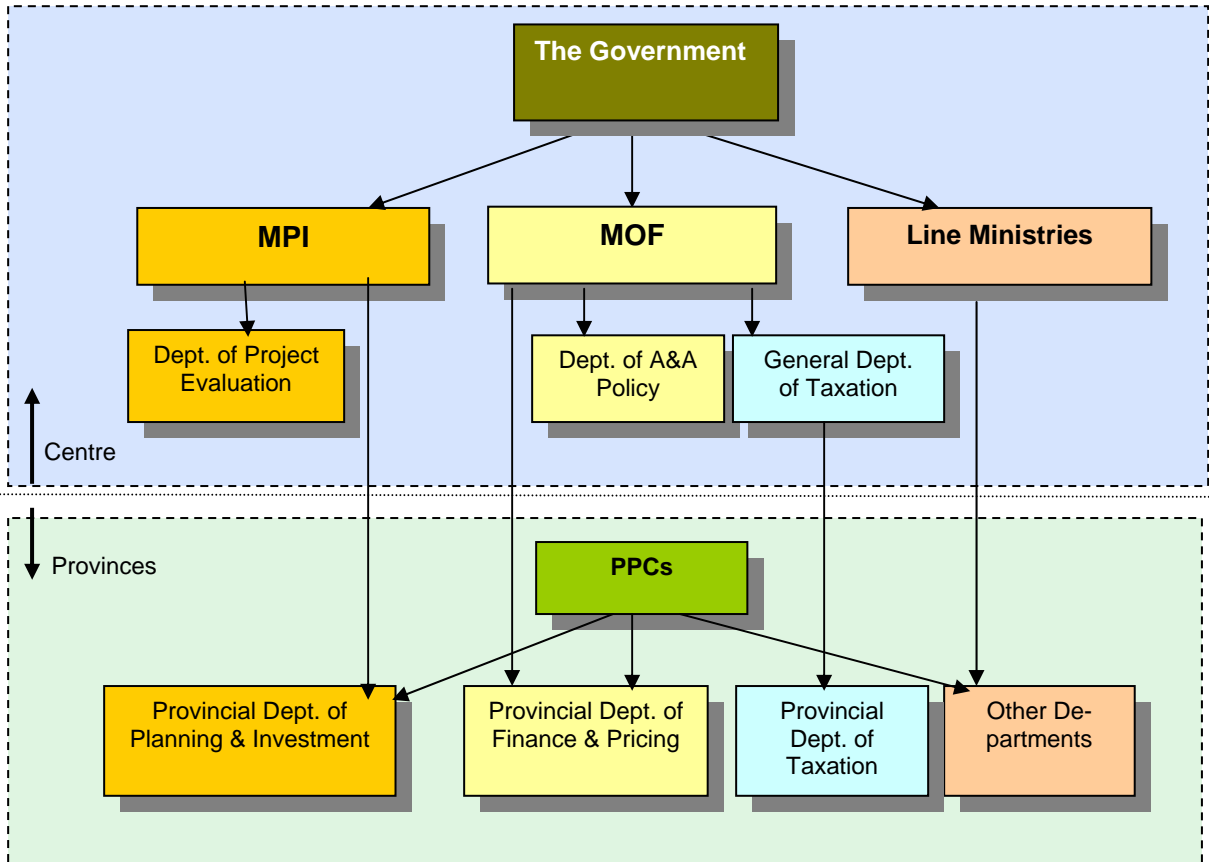 The Government
MPI
MOF
Line Ministries
Dept. of Project
Evaluation
Dept. of A&A
Policy
General Dept.
of Taxation
Centre
Provinces
PPCs
Provincial Dept. of
Planning & Investment
Provincial Dept. of
Finance & Pricing
Provincial
Dept. of
Taxation
Other De-
partments